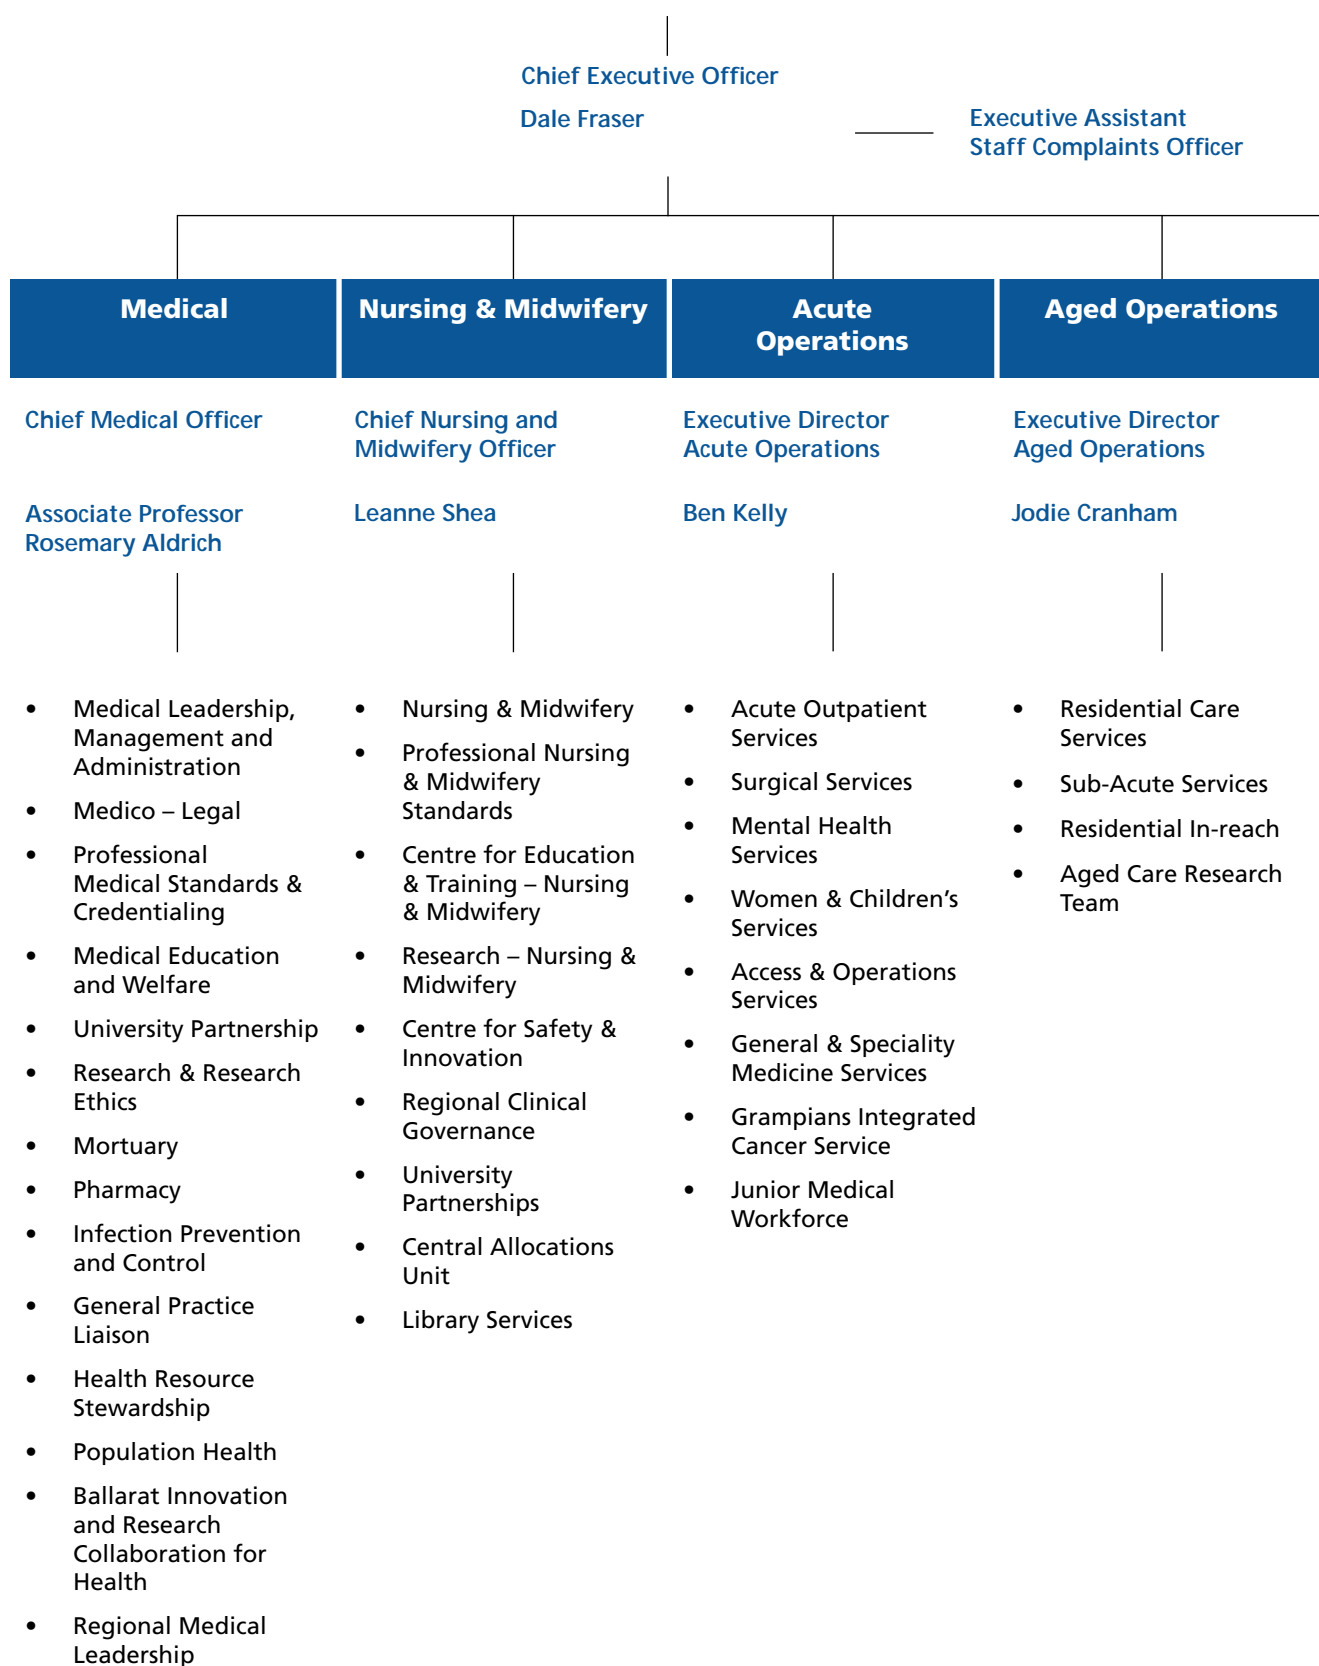 Chief Executive Officer
Dale Fraser
Executive Assistant
Staff Complaints Officer
Medical
Chief Medical Officer
Associate Professor
Rosemary Aldrich
• Medical Leadership,
Management and
Administration
• Medico – Legal
• Professional
Medical Standards &
Credentialing
• Medical Education
and Welfare
• University Partnership
• Research & Research
Ethics
• Mortuary
• Pharmacy
• Infection Prevention
and Control
• General Practice
Liaison
• Health Resource
Stewardship
• Population Health
• Ballarat Innovation
and Research
Collaboration for
Health
• Regional Medical
Leadership
Nursing & Midwifery
Chief Nursing and
Midwifery Officer
Leanne Shea
• Nursing & Midwifery
• Professional Nursing
& Midwifery
Standards
• Centre for Education
& Training – Nursing
& Midwifery
• Research – Nursing &
Midwifery
• Centre for Safety &
Innovation
• Regional Clinical
Governance
• University
Partnerships
• Central Allocations
Unit
• Library Services
Acute
Operations
Executive Director
Acute Operations
Ben Kelly
• Acute Outpatient
Services
• Surgical Services
• Mental Health
Services
• Women & Children’s
Services
• Access & Operations
Services
• General & Speciality
Medicine Services
• Grampians Integrated
Cancer Service
• Junior Medical
Workforce
Aged Operations
Executive Director
Aged Operations
Jodie Cranham
• Residential Care
Services
• Sub-Acute Services
• Residential In-reach
• Aged Care Research
Team